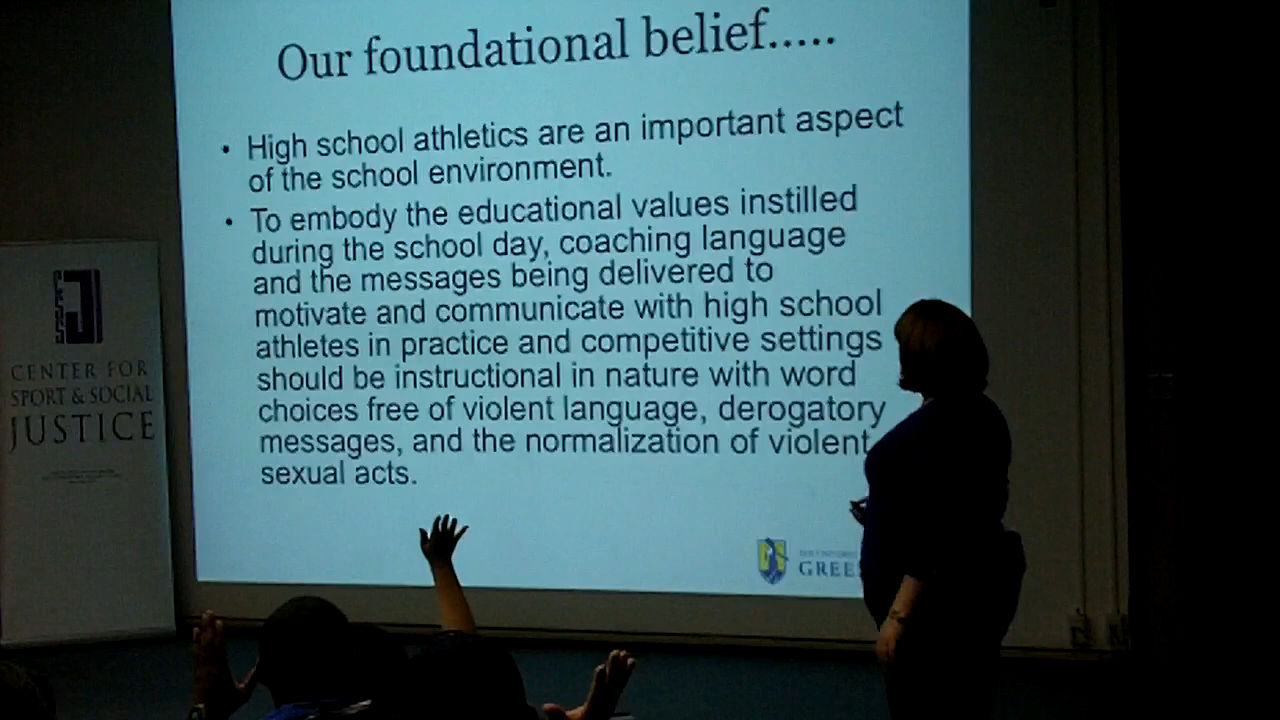 Our foundational belief.....
• High school athletics are an important aspect
of the school environment.
• To embody the educational values instilled
during the school day, coaching language
and the messages being delivered to
motivate and communicate with high school
athletes in practice and competitive settings
should be instructional in nature with word
choices free of violent language, derogatory
messages, and the normalization of violent
sexual acts.
CENTER FOR
SPORT & SOCIAL
JUSTICE